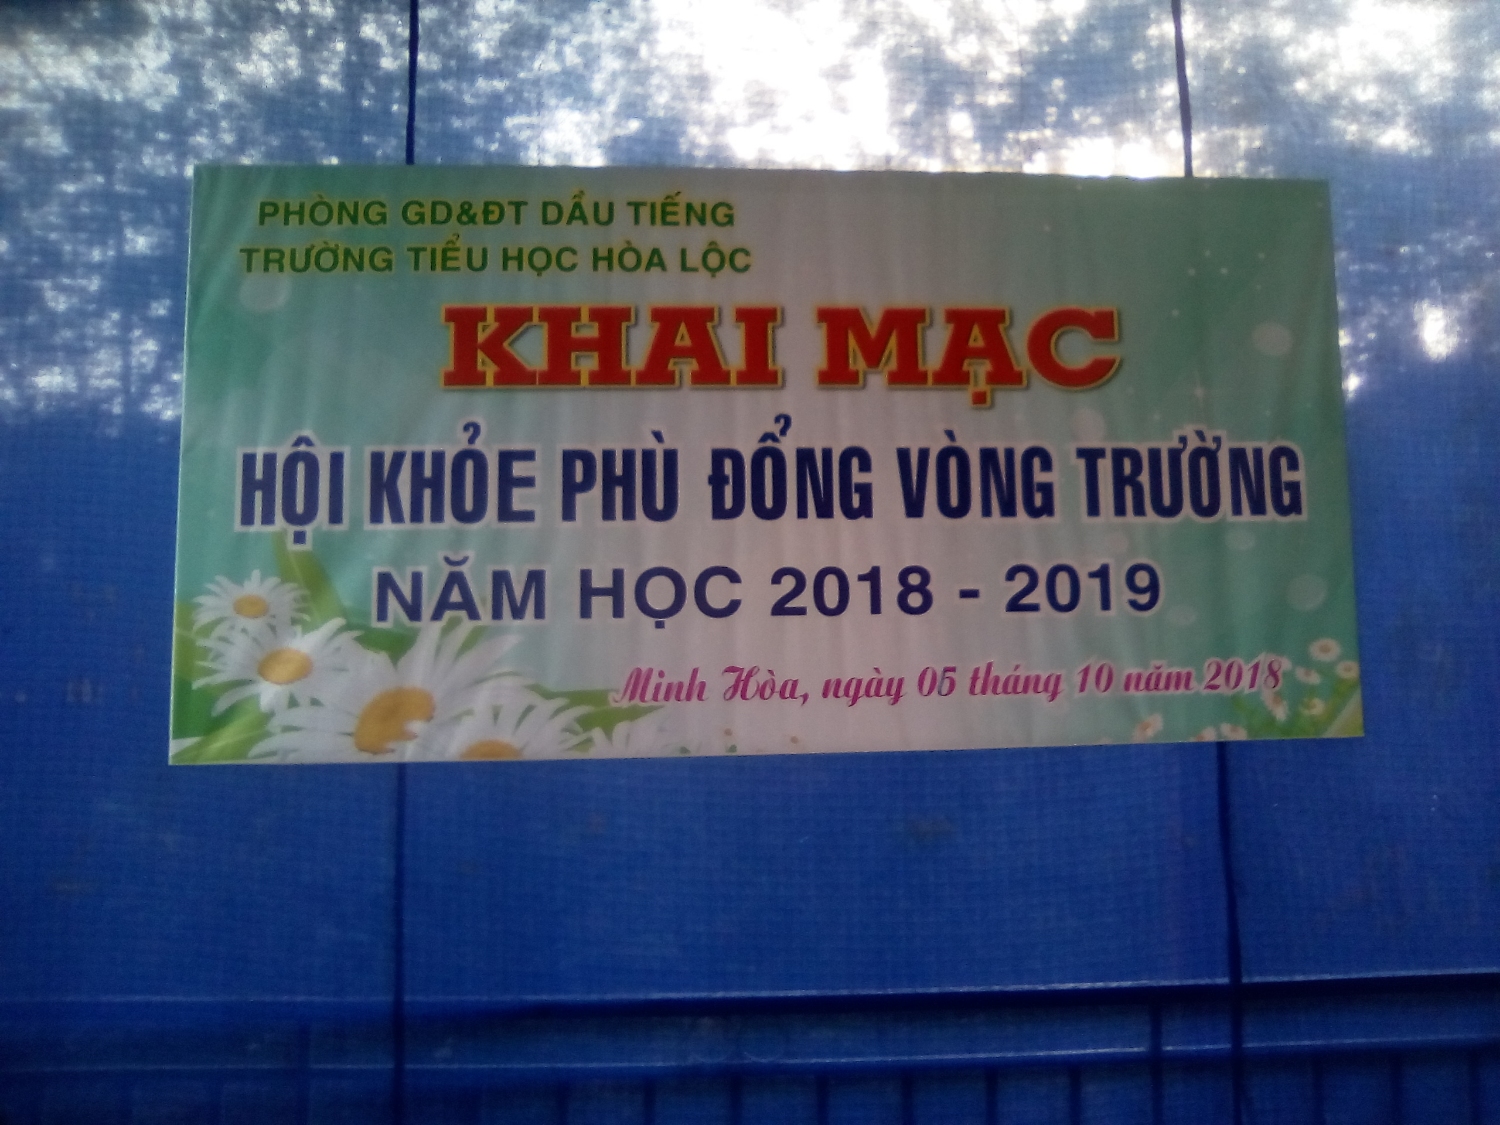 PHÒNG GD&ĐT DẦU TIẾNG
TRƯỜNG TIỂU HỌC HÒA LỘC
KHAI MẠC
HỘI KHỎE PHÙ ĐỔNG VÒNG TRƯỜNG
NĂM HỌC 2018 - 2019
Minh Hòa, ngày 05 tháng 10 năm 2018